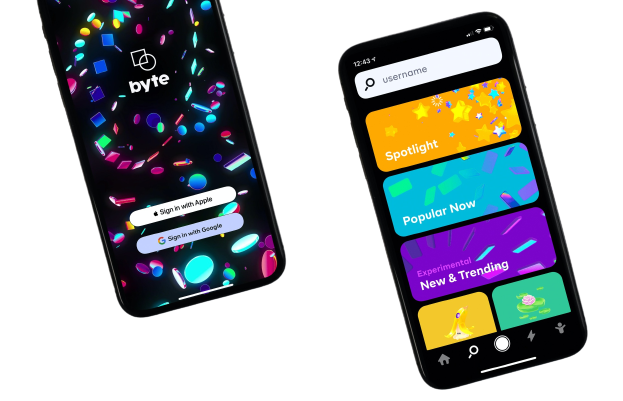 byte
Sign in with Apple
Sign in with Google
12:43
username
Spotlight
Popular Now
Experimental
New & Trending